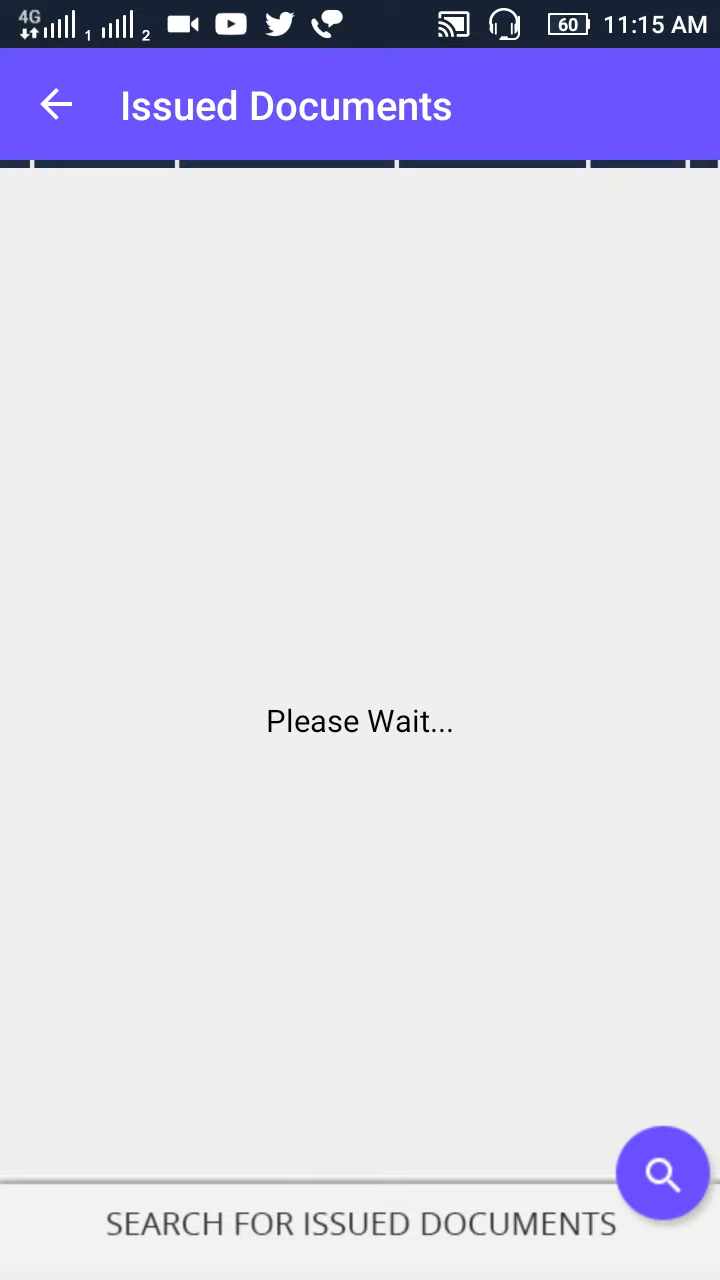 4G 1 2 60 11:15 AM
Issued Documents
Please Wait...
SEARCH FOR ISSUED DOCUMENTS